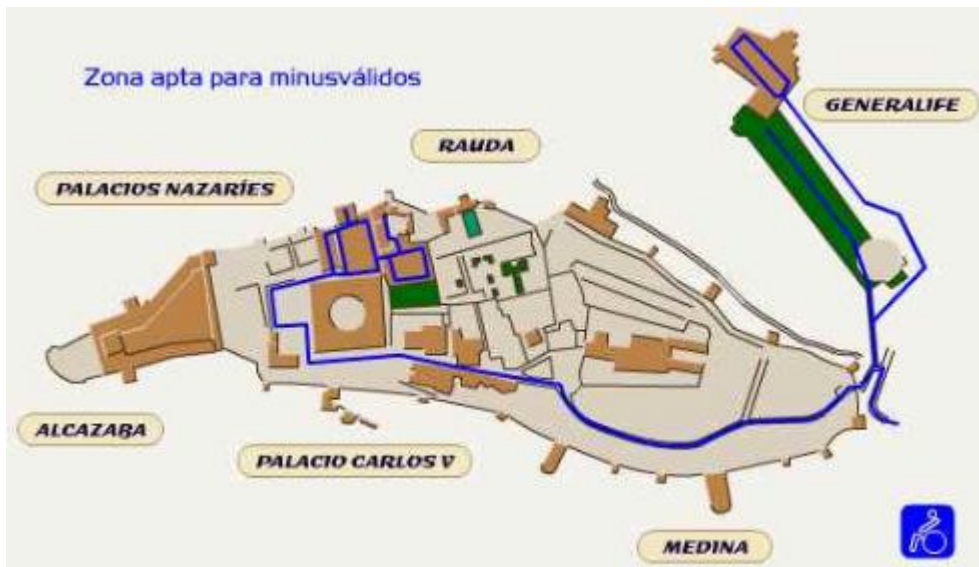 Zona apta para minusválidos
GENERALIFE
RAUDA
PALACIOS NAZARÍES
ALCAZABA
PALACIO CARLOS V
MEDINA